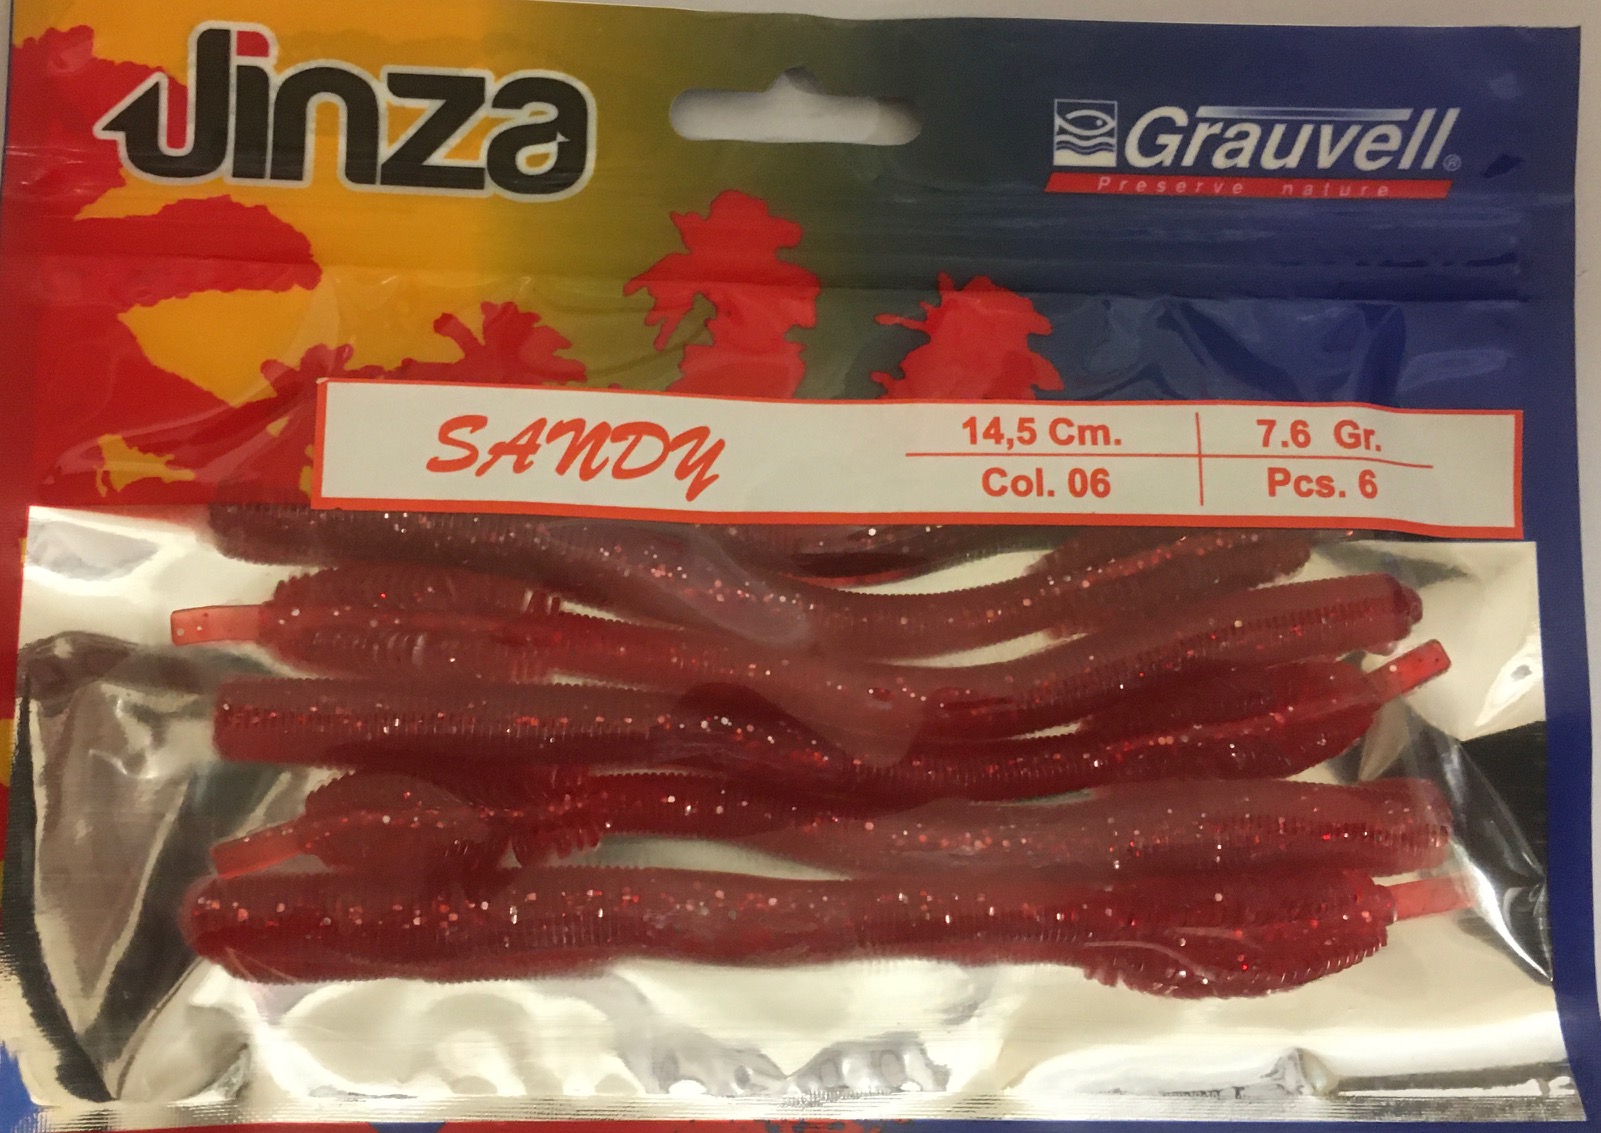 Jinza
Grauvell®
Preserve nature
SANDY
14,5 Cm.
7.6 Gr.
Col. 06
Pcs. 6